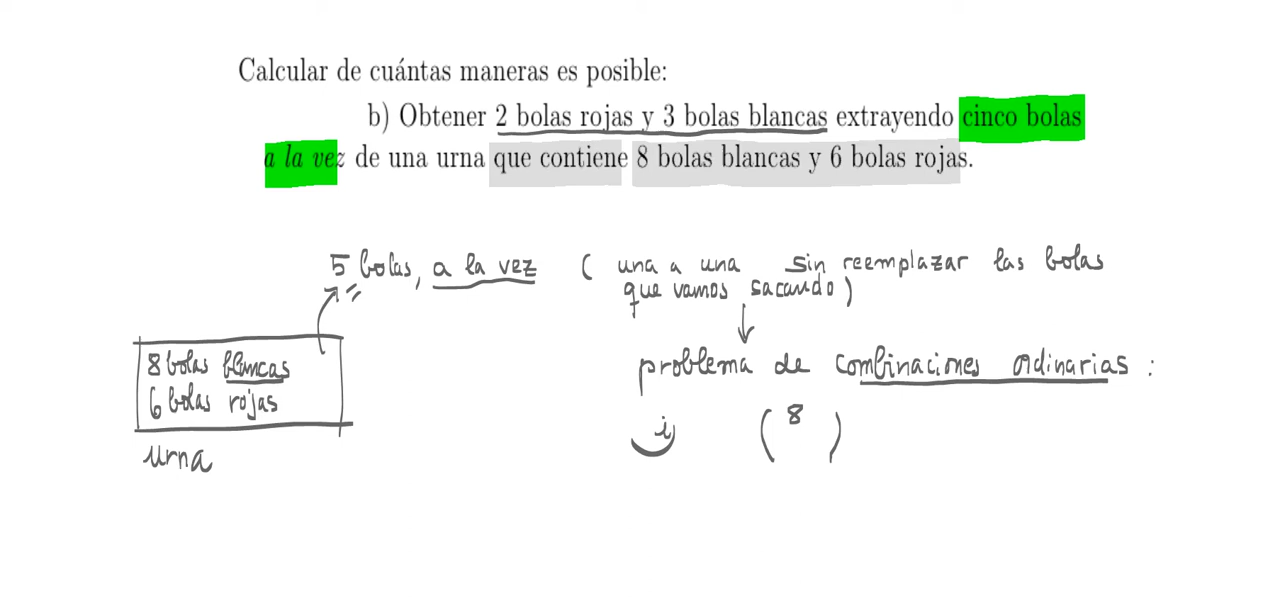 Calcular de cuántas maneras es posible:
b) Obtener 2 bolas rojas y 3 bolas blancas extrayendo cinco bolas
a la vez de una urna que contiene 8 bolas blancas y 6 bolas rojas.
5 bolas, a la vez ( una a una sin reemplazar las bolas
que vamos sacando)
problema de combinaciones ordinarias :
8 bolas blancas
6 bolas rojas
urna
i) ( 8 )